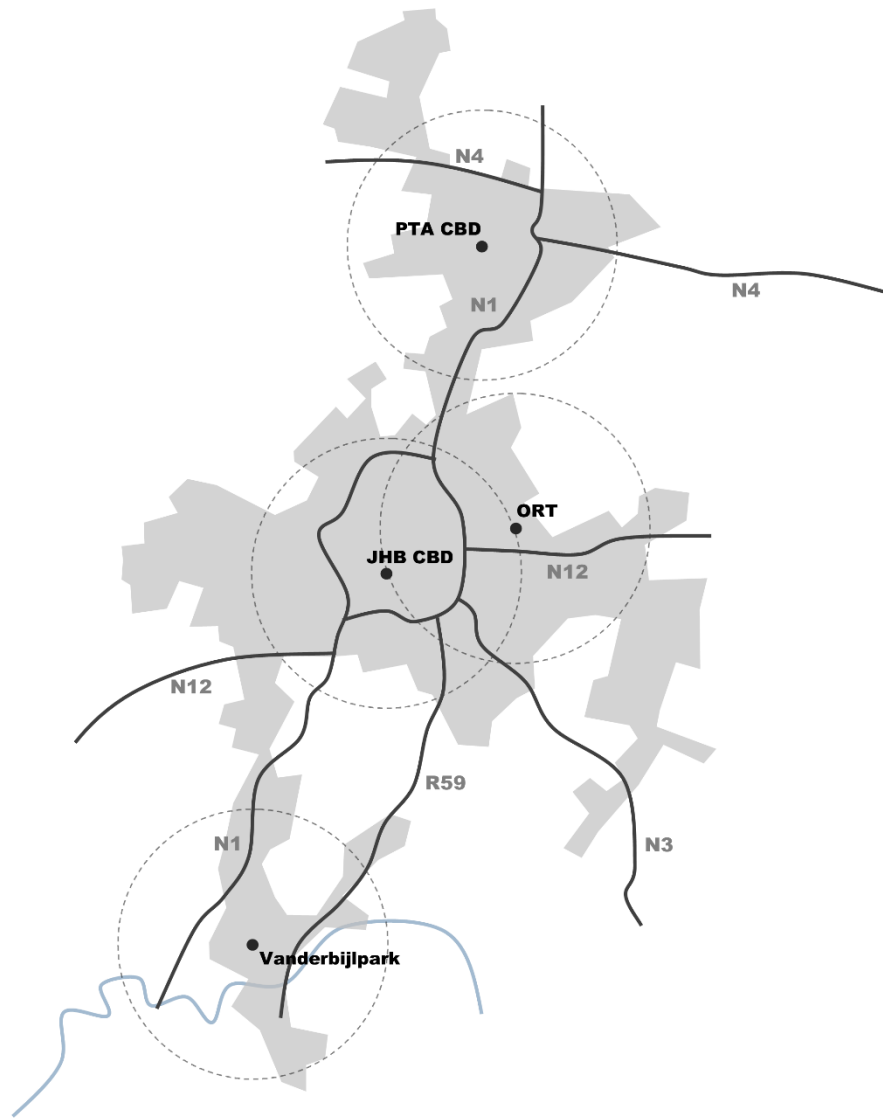 N4
PTA CBD
N4
N1
ORT
JHB CBD
N12
N12
R59
N1
N3
Vanderbijlpark